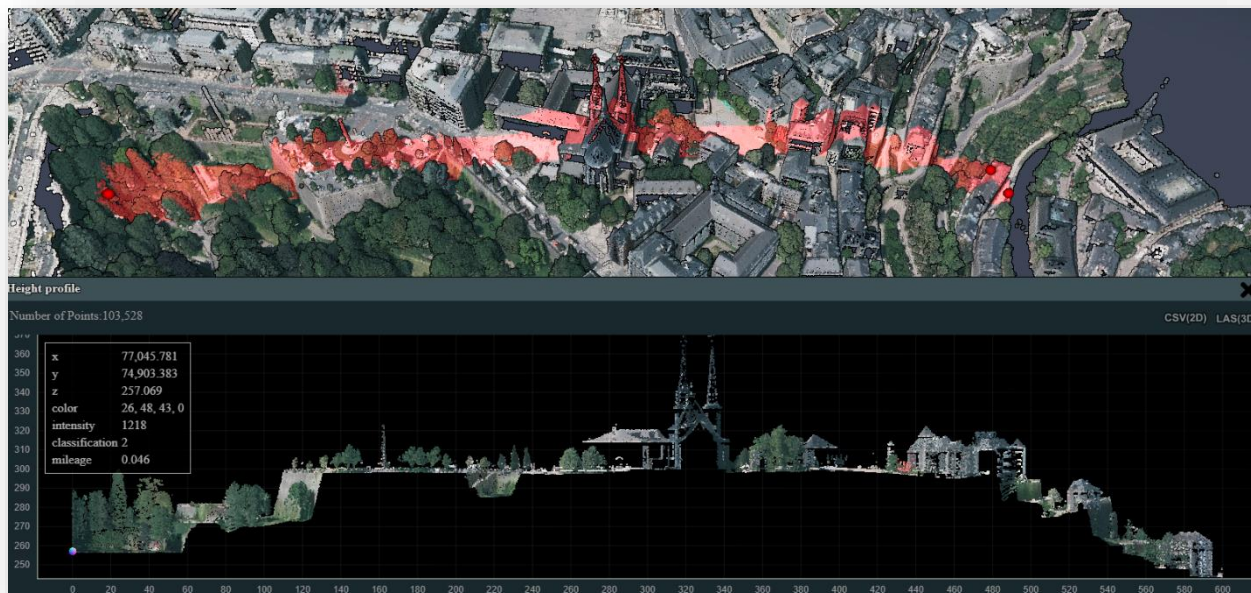 Height profile
Number of Points:103,528
CSV(2D) LAS(3D
370
360
350
340
330
320
310
300
290
280
270
260
250
x 77,045.781
y 74,903.383
z 257.069
color 26, 48, 43, 0
intensity 1218
classification 2
mileage 0.046
0 20 40 60 80 100 120 140 160 180 200 220 240 260 280 300 320 340 360 380 400 420 440 460 480 500 520 540 560 580 600